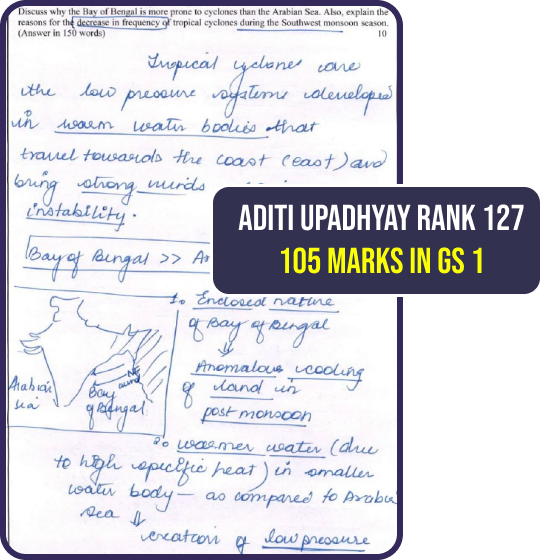 Discuss why the Bay of Bengal is more prone to cyclones than the Arabian Sea. Also, explain the
reasons for the decrease in frequency of tropical cyclones during the Southwest monsoon season.
(Answer in 150 words) 10
Tropical cyclones are
the low pressure systems developed
in warm water bodies that
travel towards the coast (east) and
bring strong winds
instability.
ADITI UPADHYAY RANK 127
105 MARKS IN GS 1
Bay of Bengal >> Ar
1. Enclosed nature
of Bay of Bengal
⇓
Anomalous cooling
of land in
post monsoon
Arabian
Sea
Bay
of Bengal
2. warmer water (due
to high specific heat) in smaller
water body — as compared to Arabian
Sea ⇓
creation of low pressure